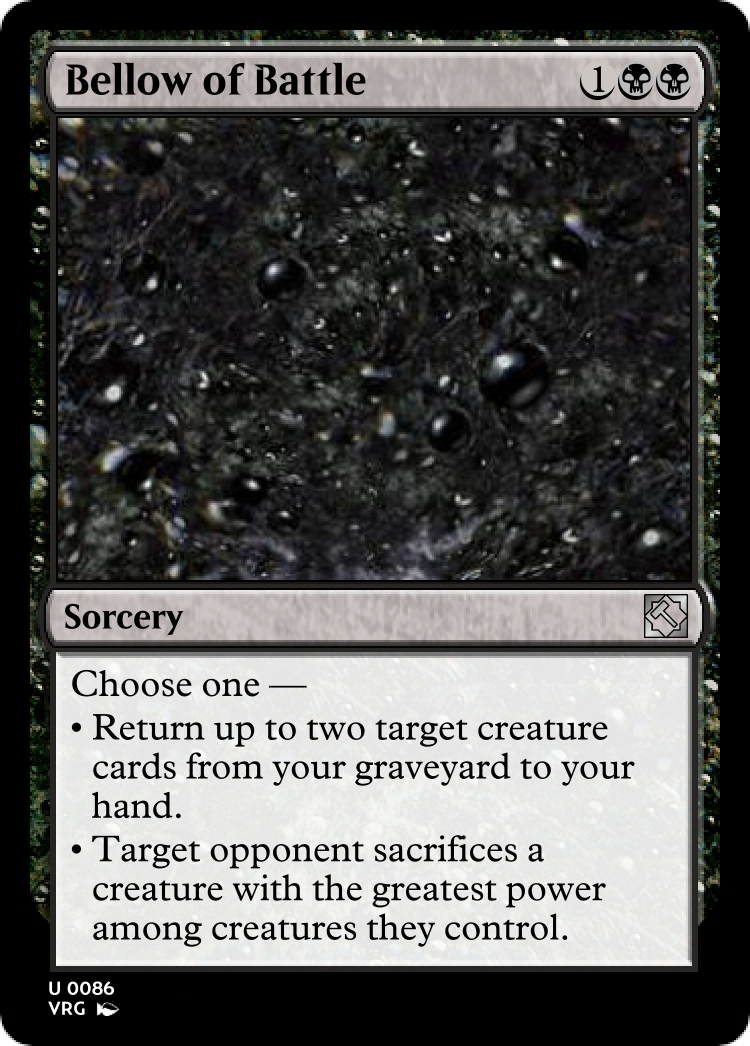 Bellow of Battle 1
Sorcery
Choose one —
• Return up to two target creature
cards from your graveyard to your
hand.
• Target opponent sacrifices a
creature with the greatest power
among creatures they control.
U 0086
VRG